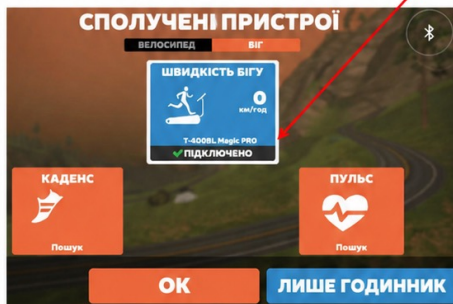 СПОЛУЧЕНІ ПРИСТРОЇ
ВЕЛОСИПЕД БІГ
ШВИДКІСТЬ БІГУ
0
км/год
T-400BL Magic PRO
ПІДКЛЮЧЕНО
КАДЕНС ПУЛЬС
Пошук Пошук
ОК ЛИШЕ ГОДИННИК